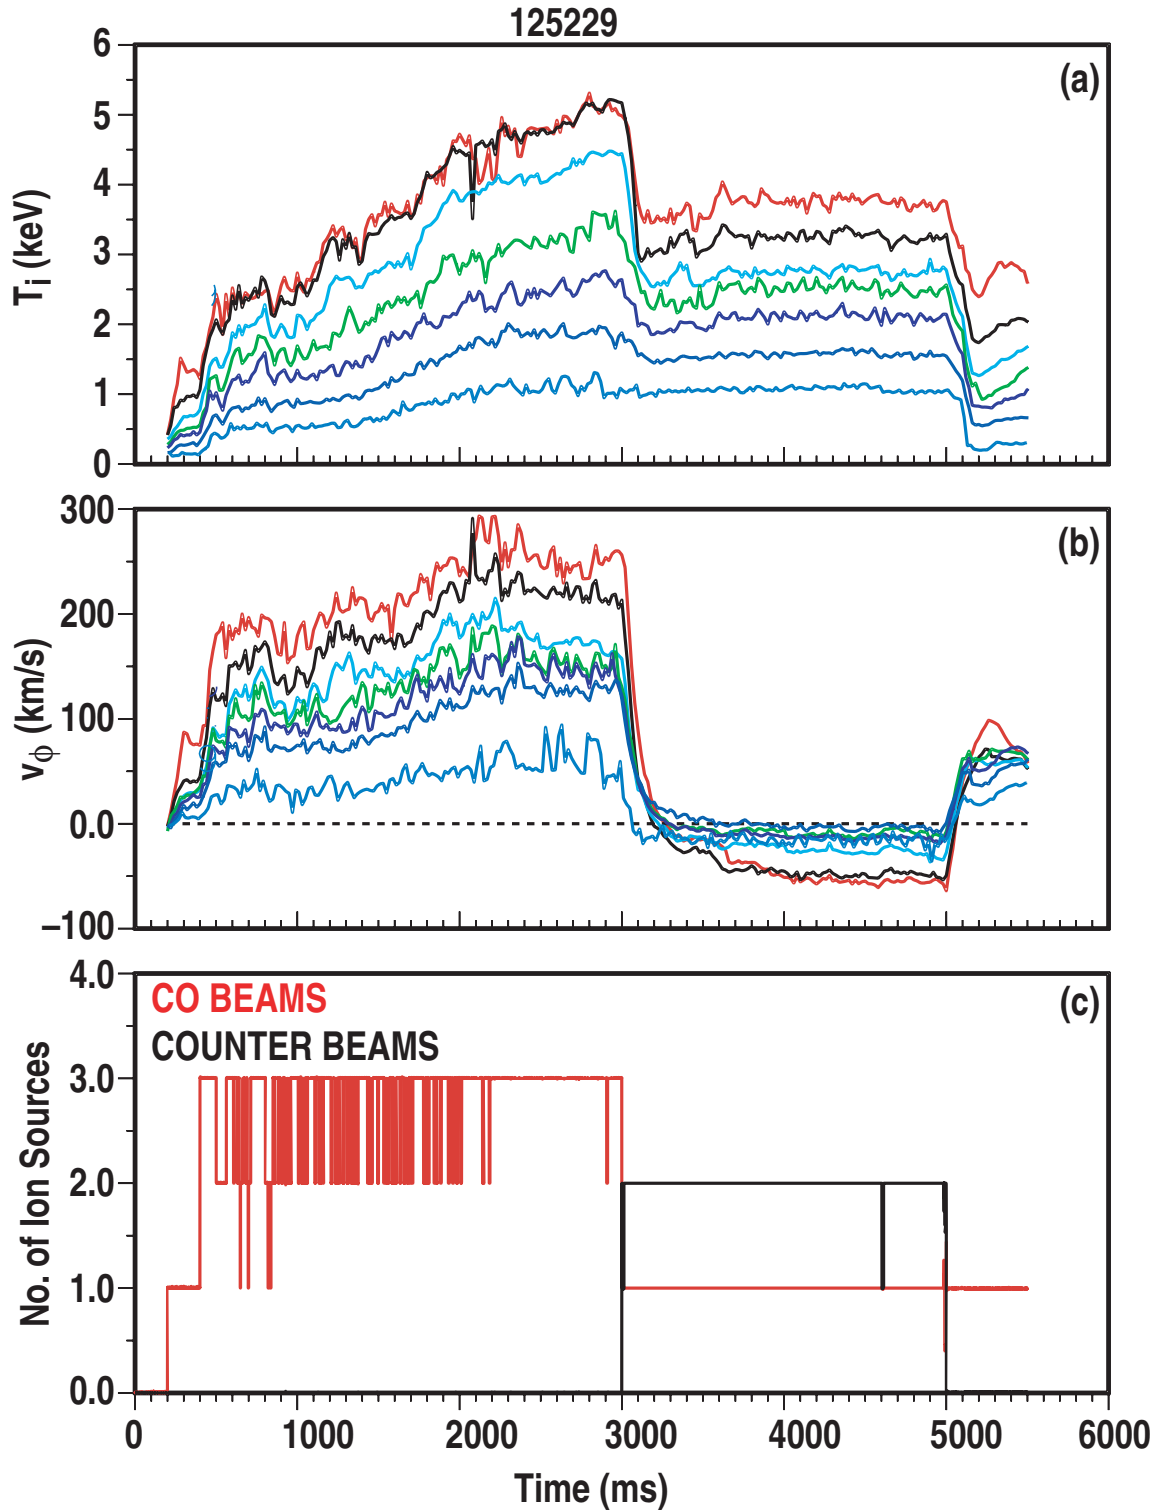 125229
6
5
4
3
2
1
0
Ti (keV)
(a)
300
200
100
0.0
−100
vϕ (km/s)
(b)
4.0
3.0
2.0
1.0
0.0
No. of Ion Sources
CO BEAMS
COUNTER BEAMS
(c)
0 1000 2000 3000 4000 5000 6000
Time (ms)